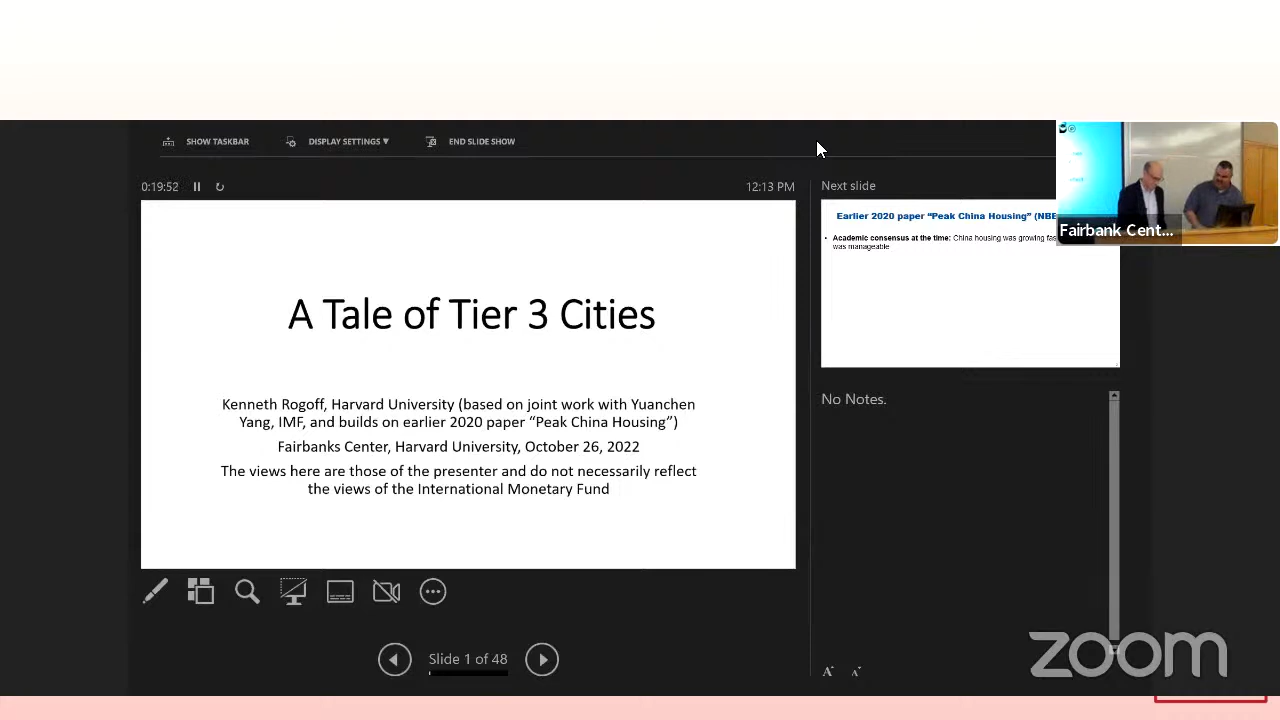 SHOW TASKBAR
DISPLAY SETTINGS ▼
END SLIDE SHOW
0:19:52
12:13 PM
Next slide
A Tale of Tier 3 Cities
Kenneth Rogoff, Harvard University (based on joint work with Yuanchen
Yang, IMF, and builds on earlier 2020 paper “Peak China Housing”)
Fairbanks Center, Harvard University, October 26, 2022
The views here are those of the presenter and do not necessarily reflect
the views of the International Monetary Fund
Earlier 2020 paper “Peak China Housing” (NBE
• Academic consensus at the time: China housing was growing fas
was manageable
Fairbank Cent...
No Notes.
Slide 1 of 48
A A
zoom